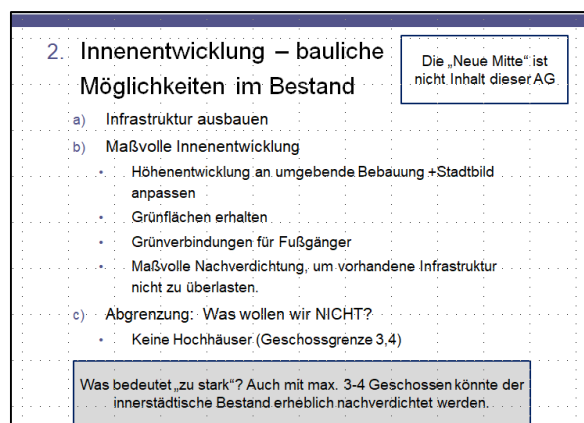 2. Innenentwicklung – bauliche
Möglichkeiten im Bestand
Die „Neue Mitte“ ist
nicht Inhalt dieser AG
a) Infrastruktur ausbauen
b) Maßvolle Innenentwicklung
• Höhenentwicklung an umgebende Bebauung +Stadtbild
anpassen
• Grünflächen erhalten
• Grünverbindungen für Fußgänger
• Maßvolle Nachverdichtung, um vorhandene Infrastruktur
nicht zu überlasten.
c) Abgrenzung: Was wollen wir NICHT?
• Keine Hochhäuser (Geschossgrenze 3,4)
Was bedeutet „zu stark“? Auch mit max. 3-4 Geschossen könnte der
innerstädtische Bestand erheblich nachverdichtet werden.